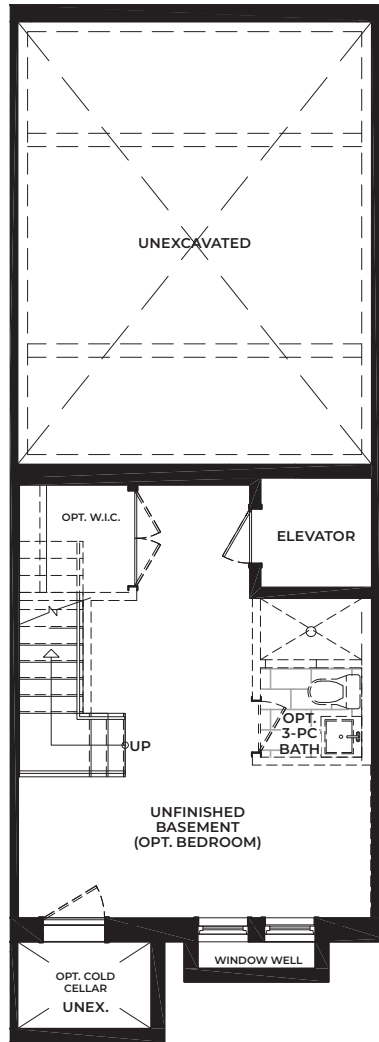 UNEXCAVATED
OPT. W.I.C.
ELEVATOR
OPT.
3-PC
BATH
UP
UNFINISHED
BASEMENT
(OPT. BEDROOM)
OPT. COLD
CELLAR
UNEX.
WINDOW WELL